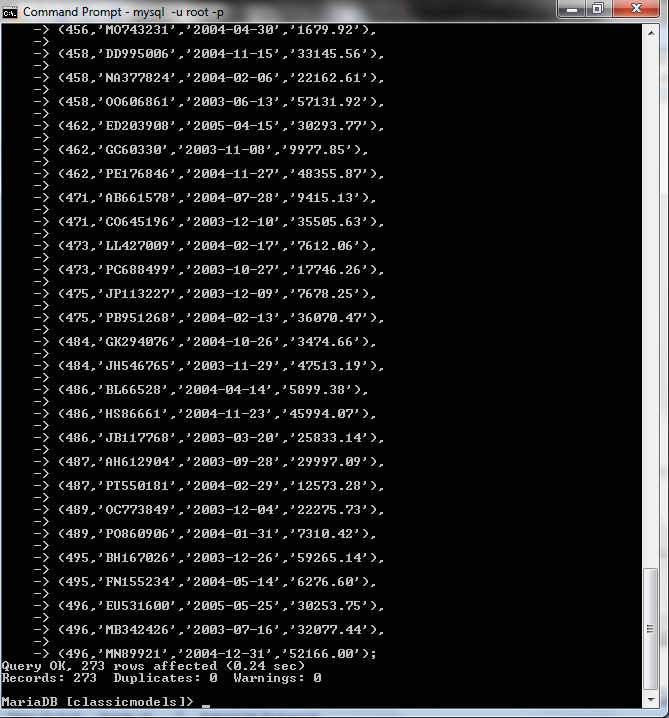 Command Prompt - mysql -u root -p
-> (456,'MO743231','2004-04-30','1679.92'),
->
-> (458,'DD995006','2004-11-15','33145.56'),
->
-> (458,'NA377824','2004-02-06','22162.61'),
->
-> (458,'OO606861','2003-06-13','57131.92'),
->
-> (462,'ED203908','2005-04-15','30293.77'),
->
-> (462,'GC60330','2003-11-08','9977.85'),
->
-> (462,'PE176846','2004-11-27','48355.87'),
->
-> (471,'AB661578','2004-07-28','9415.13'),
->
-> (471,'CO645196','2003-12-10','35505.63'),
->
-> (473,'LL427009','2004-02-17','7612.06'),
->
-> (473,'PC688499','2003-10-27','17746.26'),
->
-> (475,'JP113227','2003-12-09','7678.25'),
->
-> (475,'PB951268','2004-02-13','36070.47'),
->
-> (484,'GK294076','2004-10-26','3474.66'),
->
-> (484,'JH546765','2003-11-29','47513.19'),
->
-> (486,'BL66528','2004-04-14','5899.38'),
->
-> (486,'HS86661','2004-11-23','45994.07'),
->
-> (486,'JB117768','2003-03-20','25833.14'),
->
-> (487,'AH612904','2003-09-28','29997.09'),
->
-> (487,'PT550181','2004-02-29','12573.28'),
->
-> (489,'OC773849','2003-12-04','22275.73'),
->
-> (489,'PO860906','2004-01-31','7310.42'),
->
-> (495,'BH167026','2003-12-26','59265.14'),
->
-> (495,'FN155234','2004-05-14','6276.60'),
->
-> (496,'EU531600','2005-05-25','30253.75'),
->
-> (496,'MB342426','2003-07-16','32077.44'),
->
-> (496,'MN89921','2004-12-31','52166.00');
Query OK, 273 rows affected (0.24 sec)
Records: 273  Duplicates: 0  Warnings: 0
MariaDB [classicmodels]> _